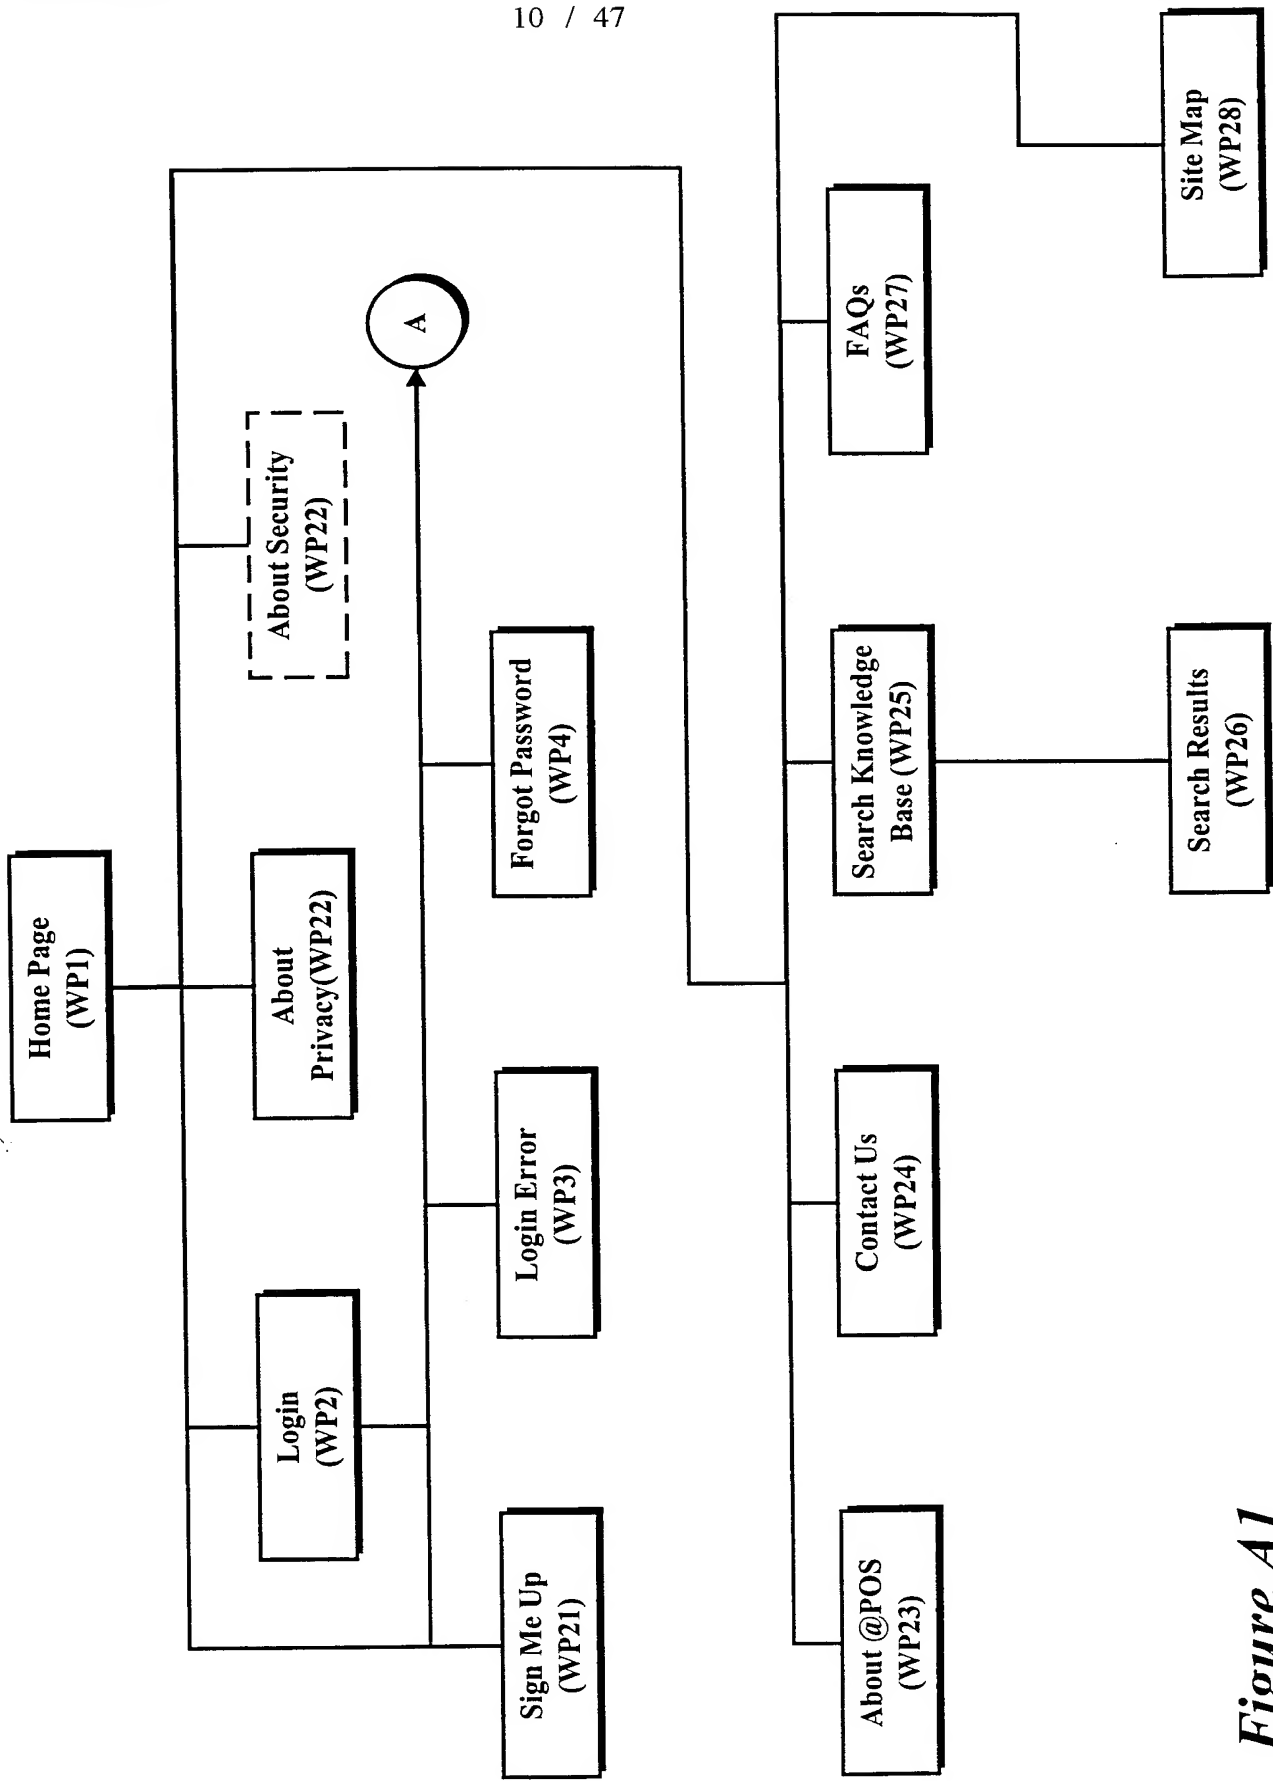 10 / 47
Home Page
(WP1)
Login
(WP2)
About
Privacy(WP22)
About Security
(WP22)
A
Sign Me Up
(WP21)
Login Error
(WP3)
Forgot Password
(WP4)
About @POS
(WP23)
Contact Us
(WP24)
Search Knowledge
Base (WP25)
FAQs
(WP27)
Search Results
(WP26)
Site Map
(WP28)
Figure A1